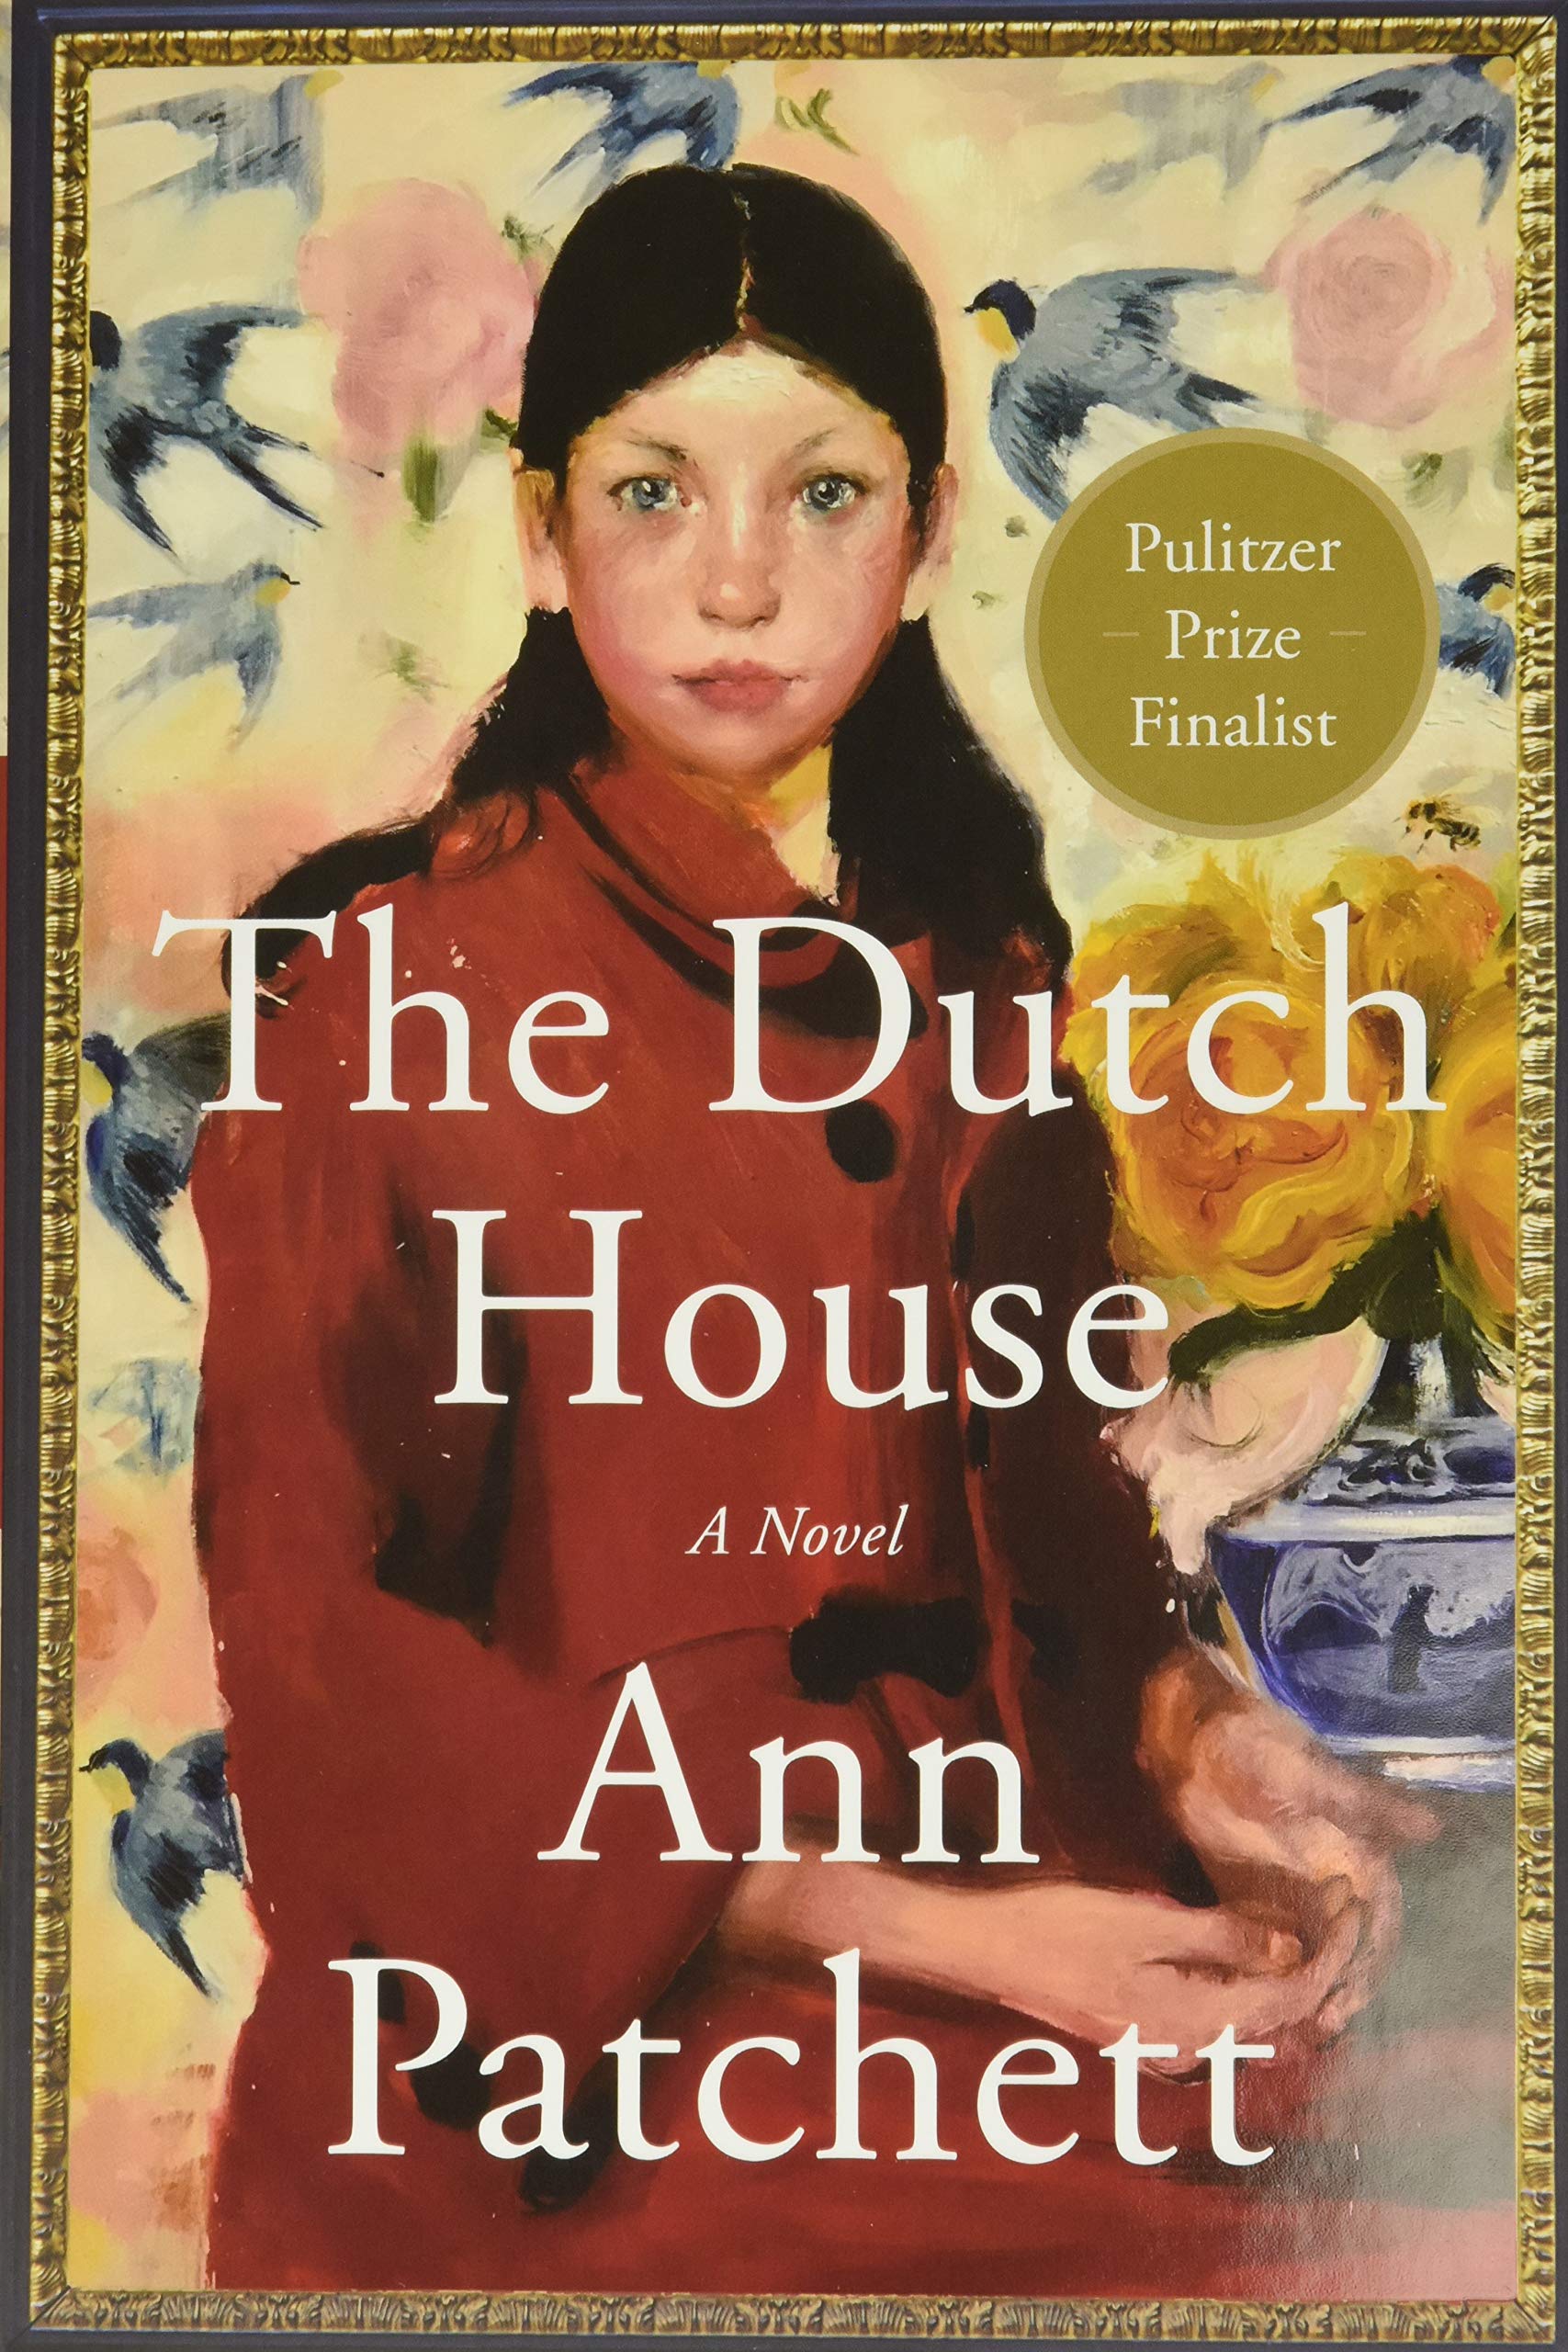 Pulitzer
Prize
Finalist
The Dutch
House
A Novel
Ann
Patchett